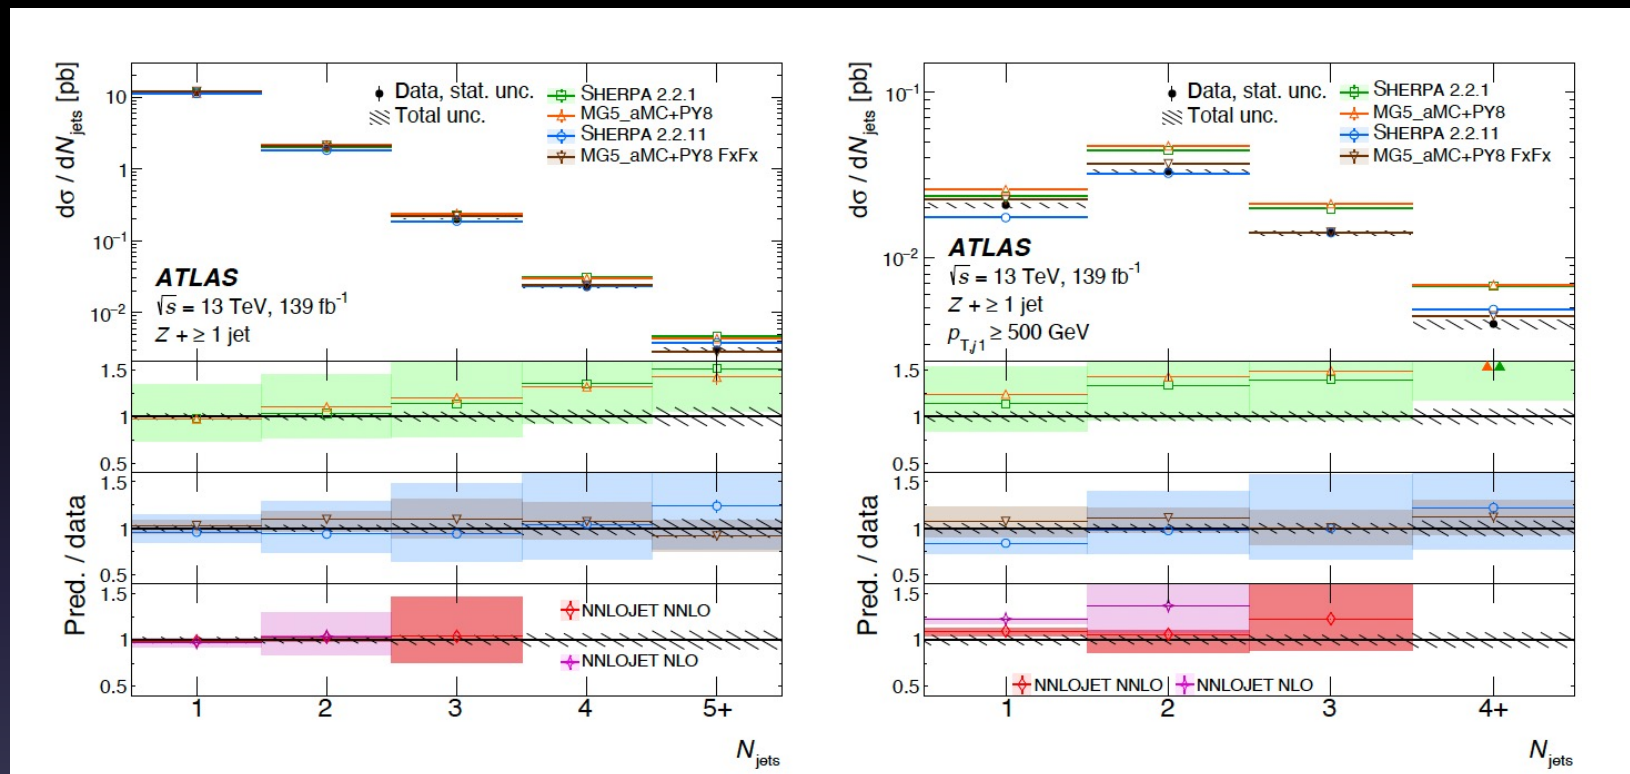 dσ / dN_jets [pb]
10
1
10⁻¹
10⁻²
Data, stat. unc.
Total unc.
SHERPA 2.2.1
MG5_aMC+PY8
SHERPA 2.2.11
MG5_aMC+PY8 FxFx
ATLAS
√s = 13 TeV, 139 fb⁻¹
Z + ≥ 1 jet
Pred. / data
1.5
1
0.5
1.5
1
0.5
1.5
1
0.5
NNLOJET NNLO
NNLOJET NLO
1 2 3 4 5+
N_jets
dσ / dN_jets [pb]
10⁻¹
10⁻²
Data, stat. unc.
Total unc.
SHERPA 2.2.1
MG5_aMC+PY8
SHERPA 2.2.11
MG5_aMC+PY8 FxFx
ATLAS
√s = 13 TeV, 139 fb⁻¹
Z + ≥ 1 jet
p_T,j1 ≥ 500 GeV
Pred. / data
1.5
1
0.5
1.5
1
0.5
1.5
1
0.5
NNLOJET NNLO NNLOJET NLO
1 2 3 4+
N_jets